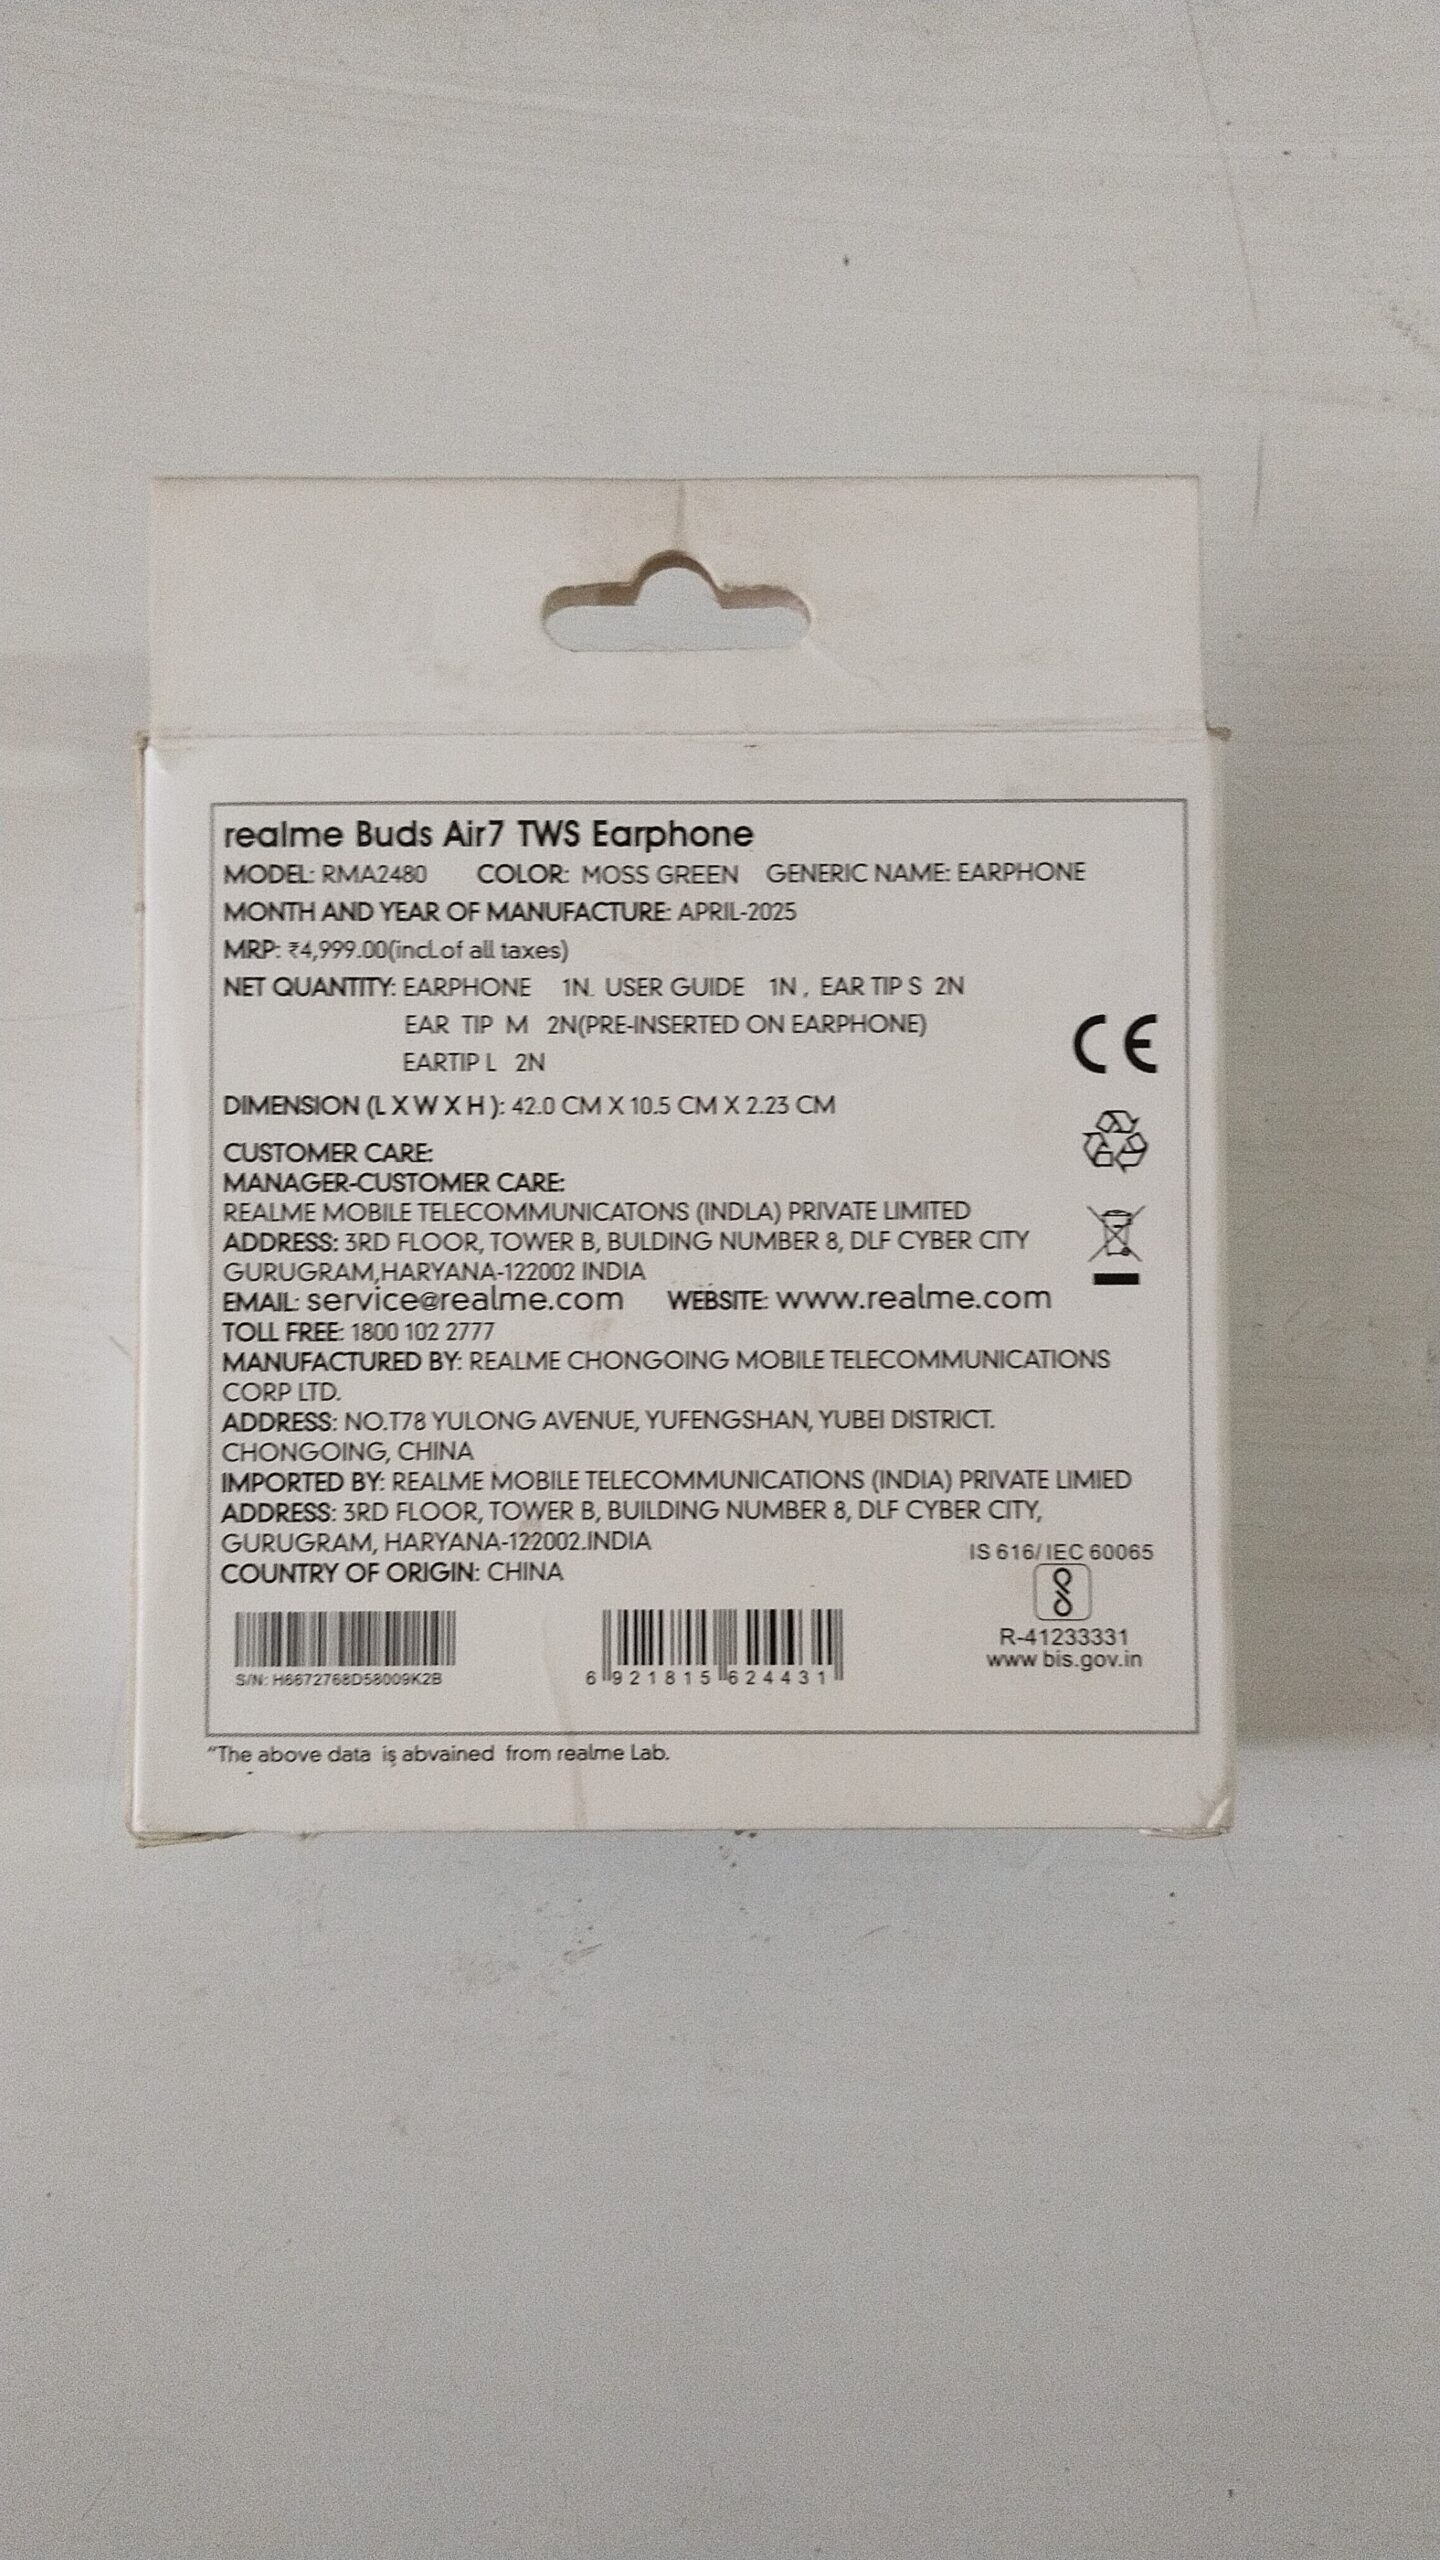 realme Buds Air7 TWS Earphone
MODEL: RMA2480 COLOR: MOSS GREEN GENERIC NAME: EARPHONE
MONTH AND YEAR OF MANUFACTURE: APRIL-2025
MRP: ₹4,999.00(incl.of all taxes)
NET QUANTITY: EARPHONE 1N. USER GUIDE 1N , EAR TIP S 2N
EAR TIP M 2N(PRE-INSERTED ON EARPHONE)
EARTIP L 2N
CE
DIMENSION (L X W X H ): 42.0 CM X 10.5 CM X 2.23 CM
CUSTOMER CARE:
MANAGER-CUSTOMER CARE:
REALME MOBILE TELECOMMUNICATONS (INDLA) PRIVATE LIMITED
ADDRESS: 3RD FLOOR, TOWER B, BULDING NUMBER 8, DLF CYBER CITY
GURUGRAM,HARYANA-122002 INDIA
EMAIL: service@realme.com WEBSITE: www.realme.com
TOLL FREE: 1800 102 2777
MANUFACTURED BY: REALME CHONGOING MOBILE TELECOMMUNICATIONS
CORP LTD.
ADDRESS: NO.T78 YULONG AVENUE, YUFENGSHAN, YUBEI DISTRICT.
CHONGOING, CHINA
IMPORTED BY: REALME MOBILE TELECOMMUNICATIONS (INDIA) PRIVATE LIMIED
ADDRESS: 3RD FLOOR, TOWER B, BUILDING NUMBER 8, DLF CYBER CITY,
GURUGRAM, HARYANA-122002.INDIA
COUNTRY OF ORIGIN: CHINA
IS 616/ IEC 60065
R-41233331
www bis.gov.in
S/N: H6672768D58009K2B
6 921815 624431
"The above data is abvained from realme Lab.